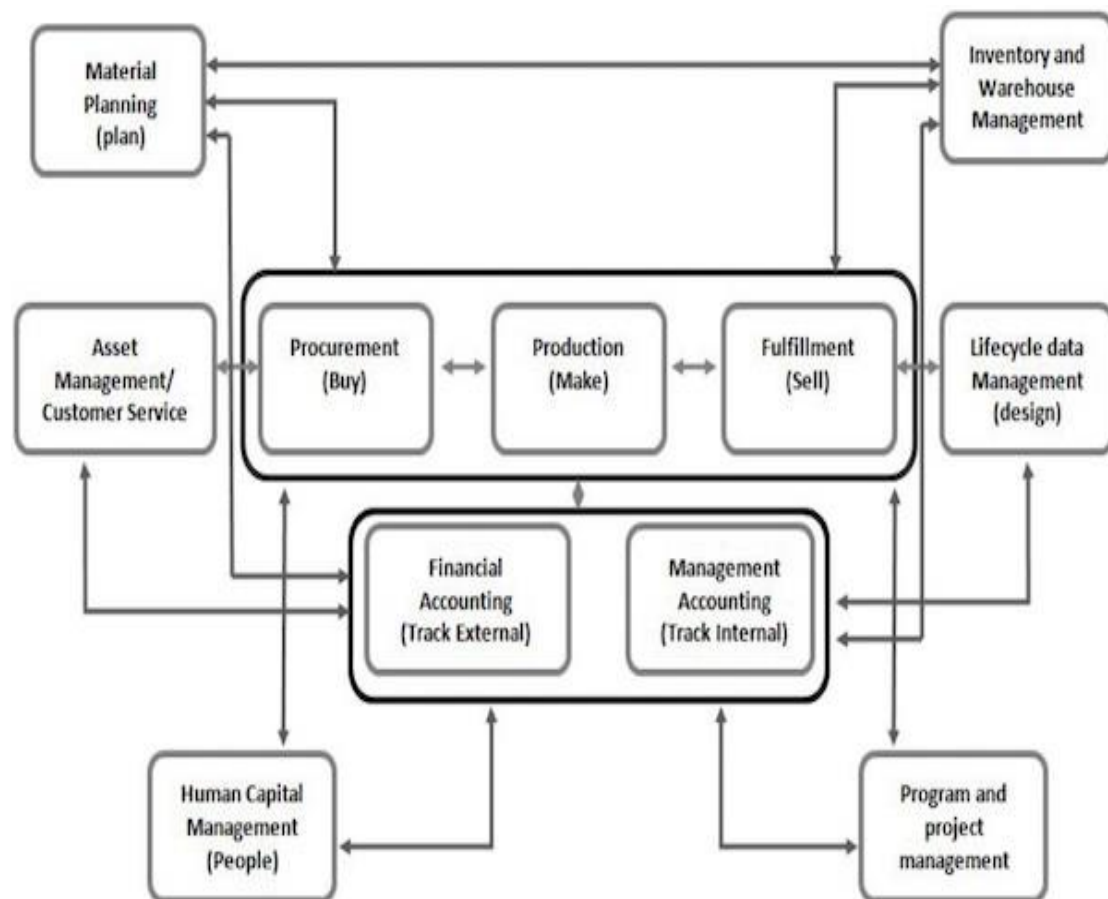 Material
Planning
(plan)
Inventory and
Warehouse
Management
Asset
Management/
Customer Service
Procurement
(Buy)
Production
(Make)
Fulfillment
(Sell)
Lifecycle data
Management
(design)
Financial
Accounting
(Track External)
Management
Accounting
(Track Internal)
Human Capital
Management
(People)
Program and
project
management